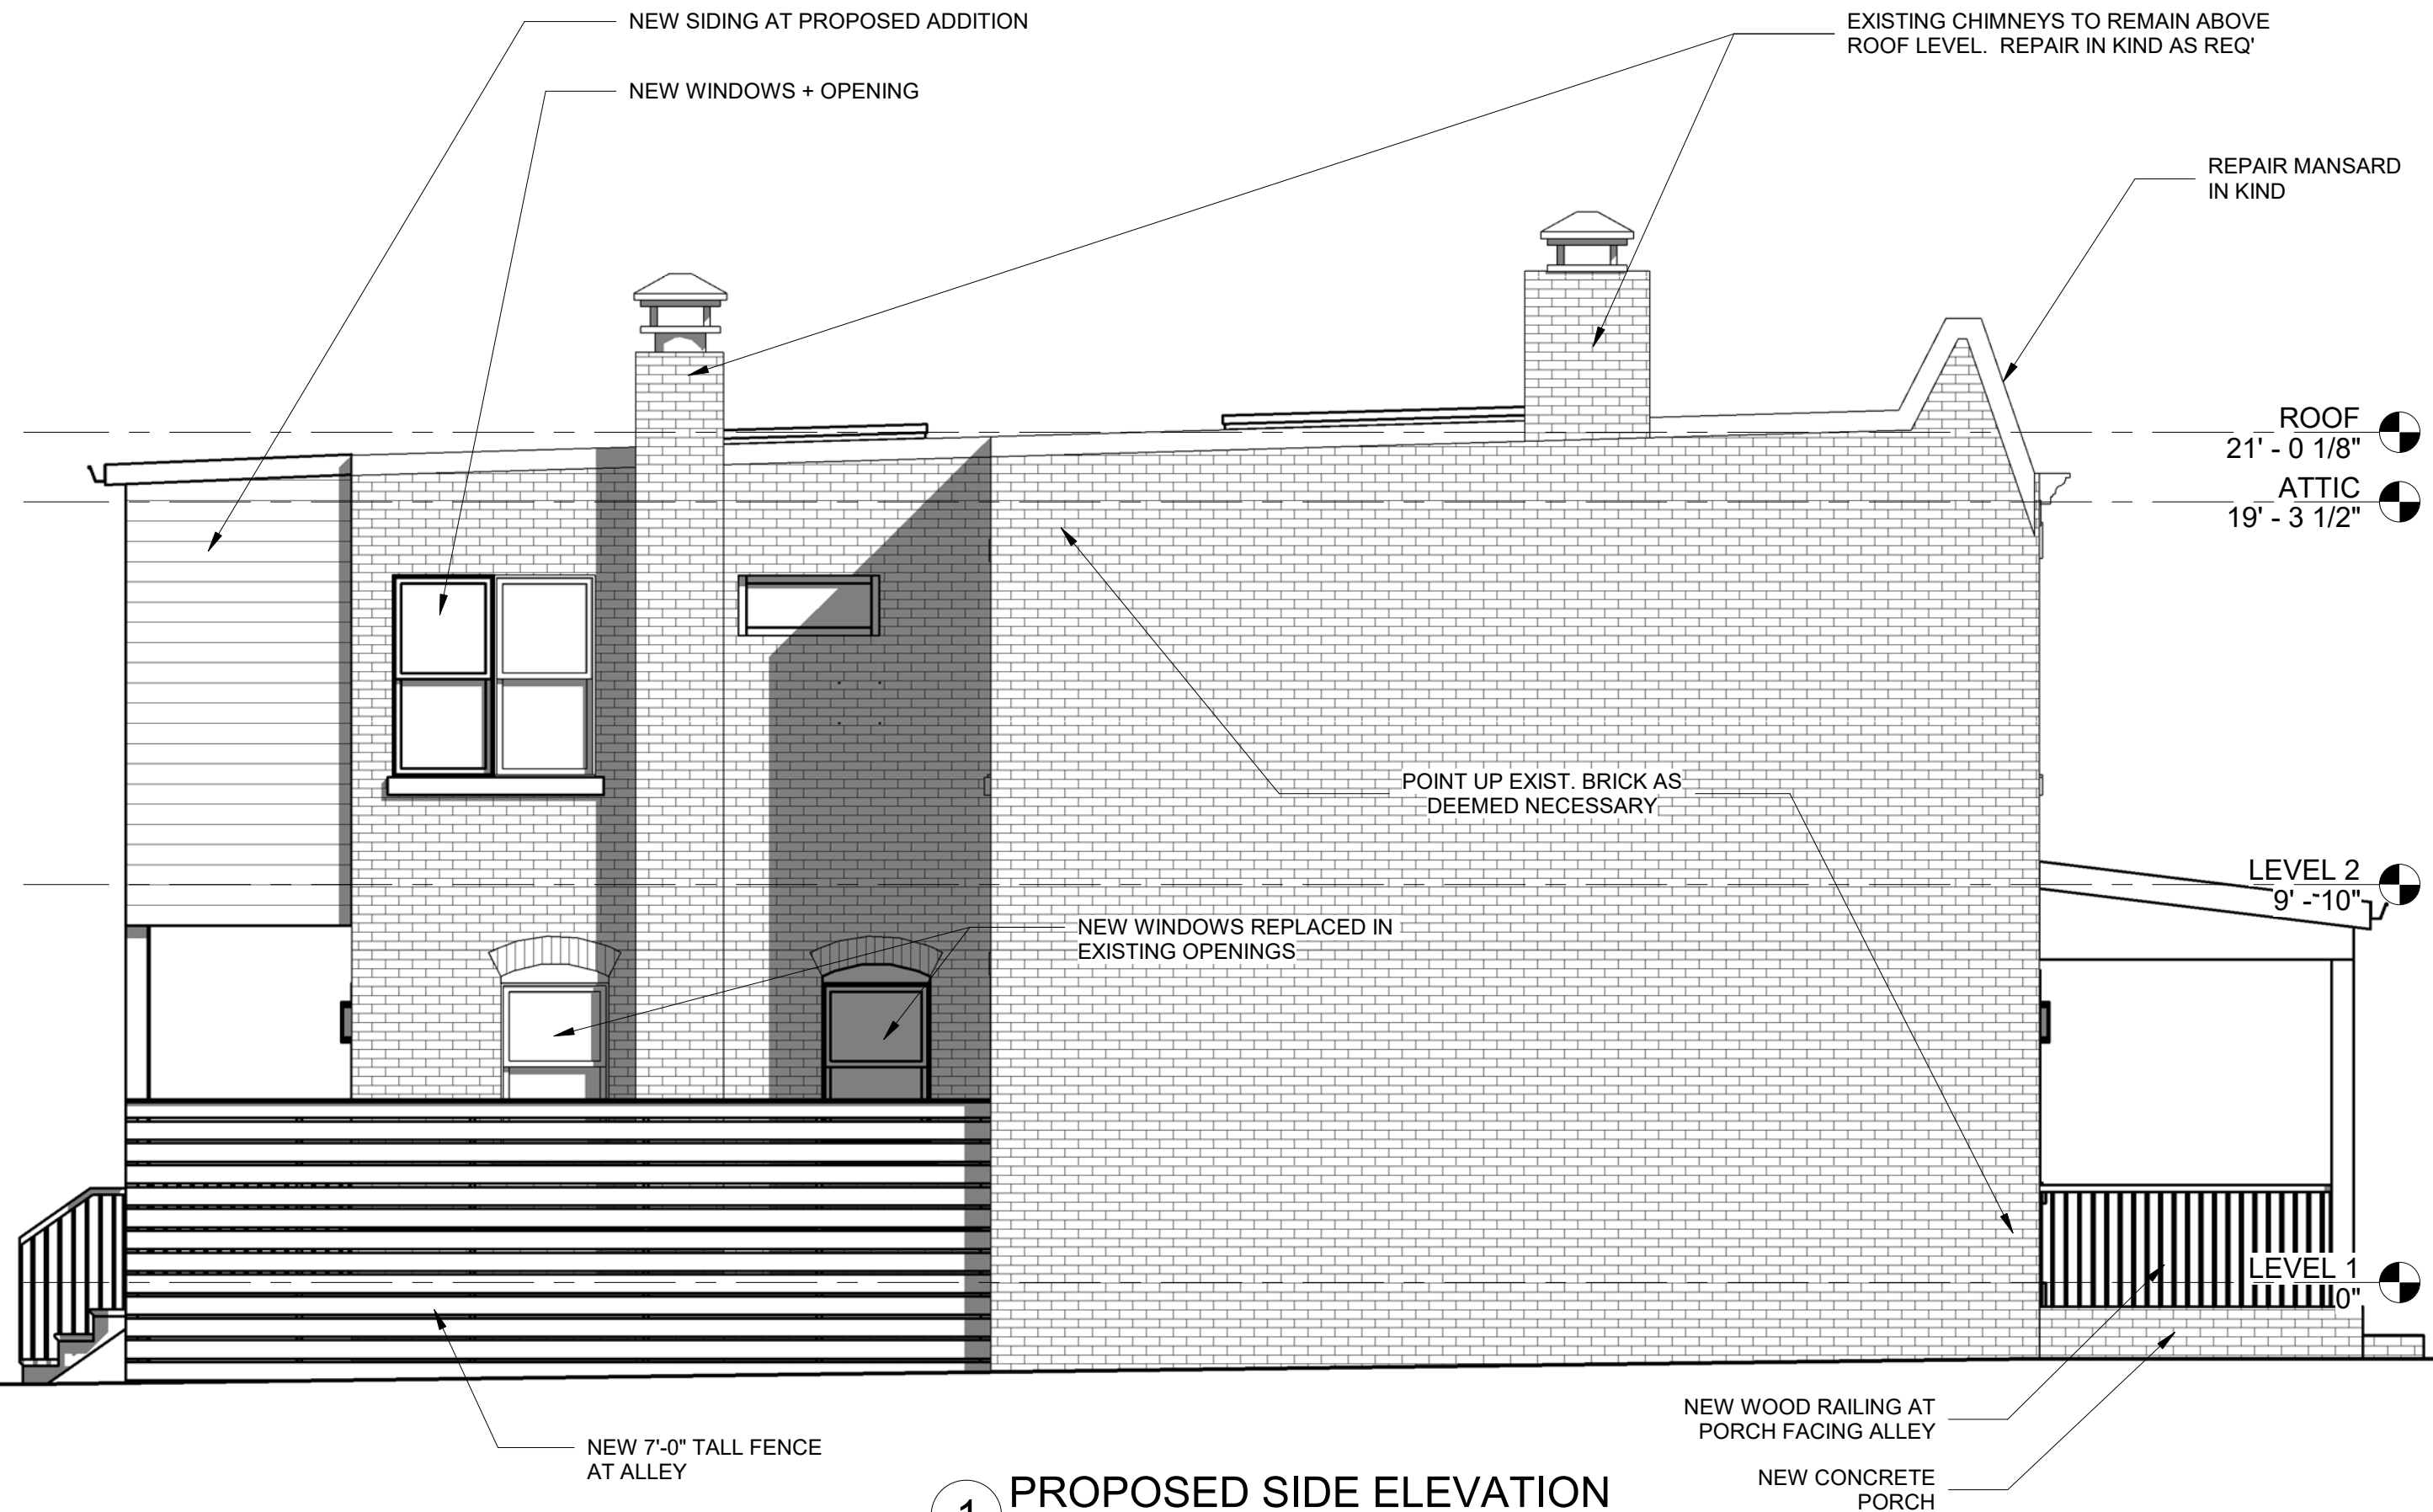 NEW SIDING AT PROPOSED ADDITION
EXISTING CHIMNEYS TO REMAIN ABOVE
ROOF LEVEL. REPAIR IN KIND AS REQ'
NEW WINDOWS + OPENING
REPAIR MANSARD
IN KIND
ROOF
21' - 0 1/8"
ATTIC
19' - 3 1/2"
POINT UP EXIST. BRICK AS
DEEMED NECESSARY
LEVEL 2
9' - 10"
NEW WINDOWS REPLACED IN
EXISTING OPENINGS
LEVEL 1
0"
NEW WOOD RAILING AT
PORCH FACING ALLEY
NEW 7'-0" TALL FENCE
AT ALLEY
NEW CONCRETE
PORCH
1
PROPOSED SIDE ELEVATION